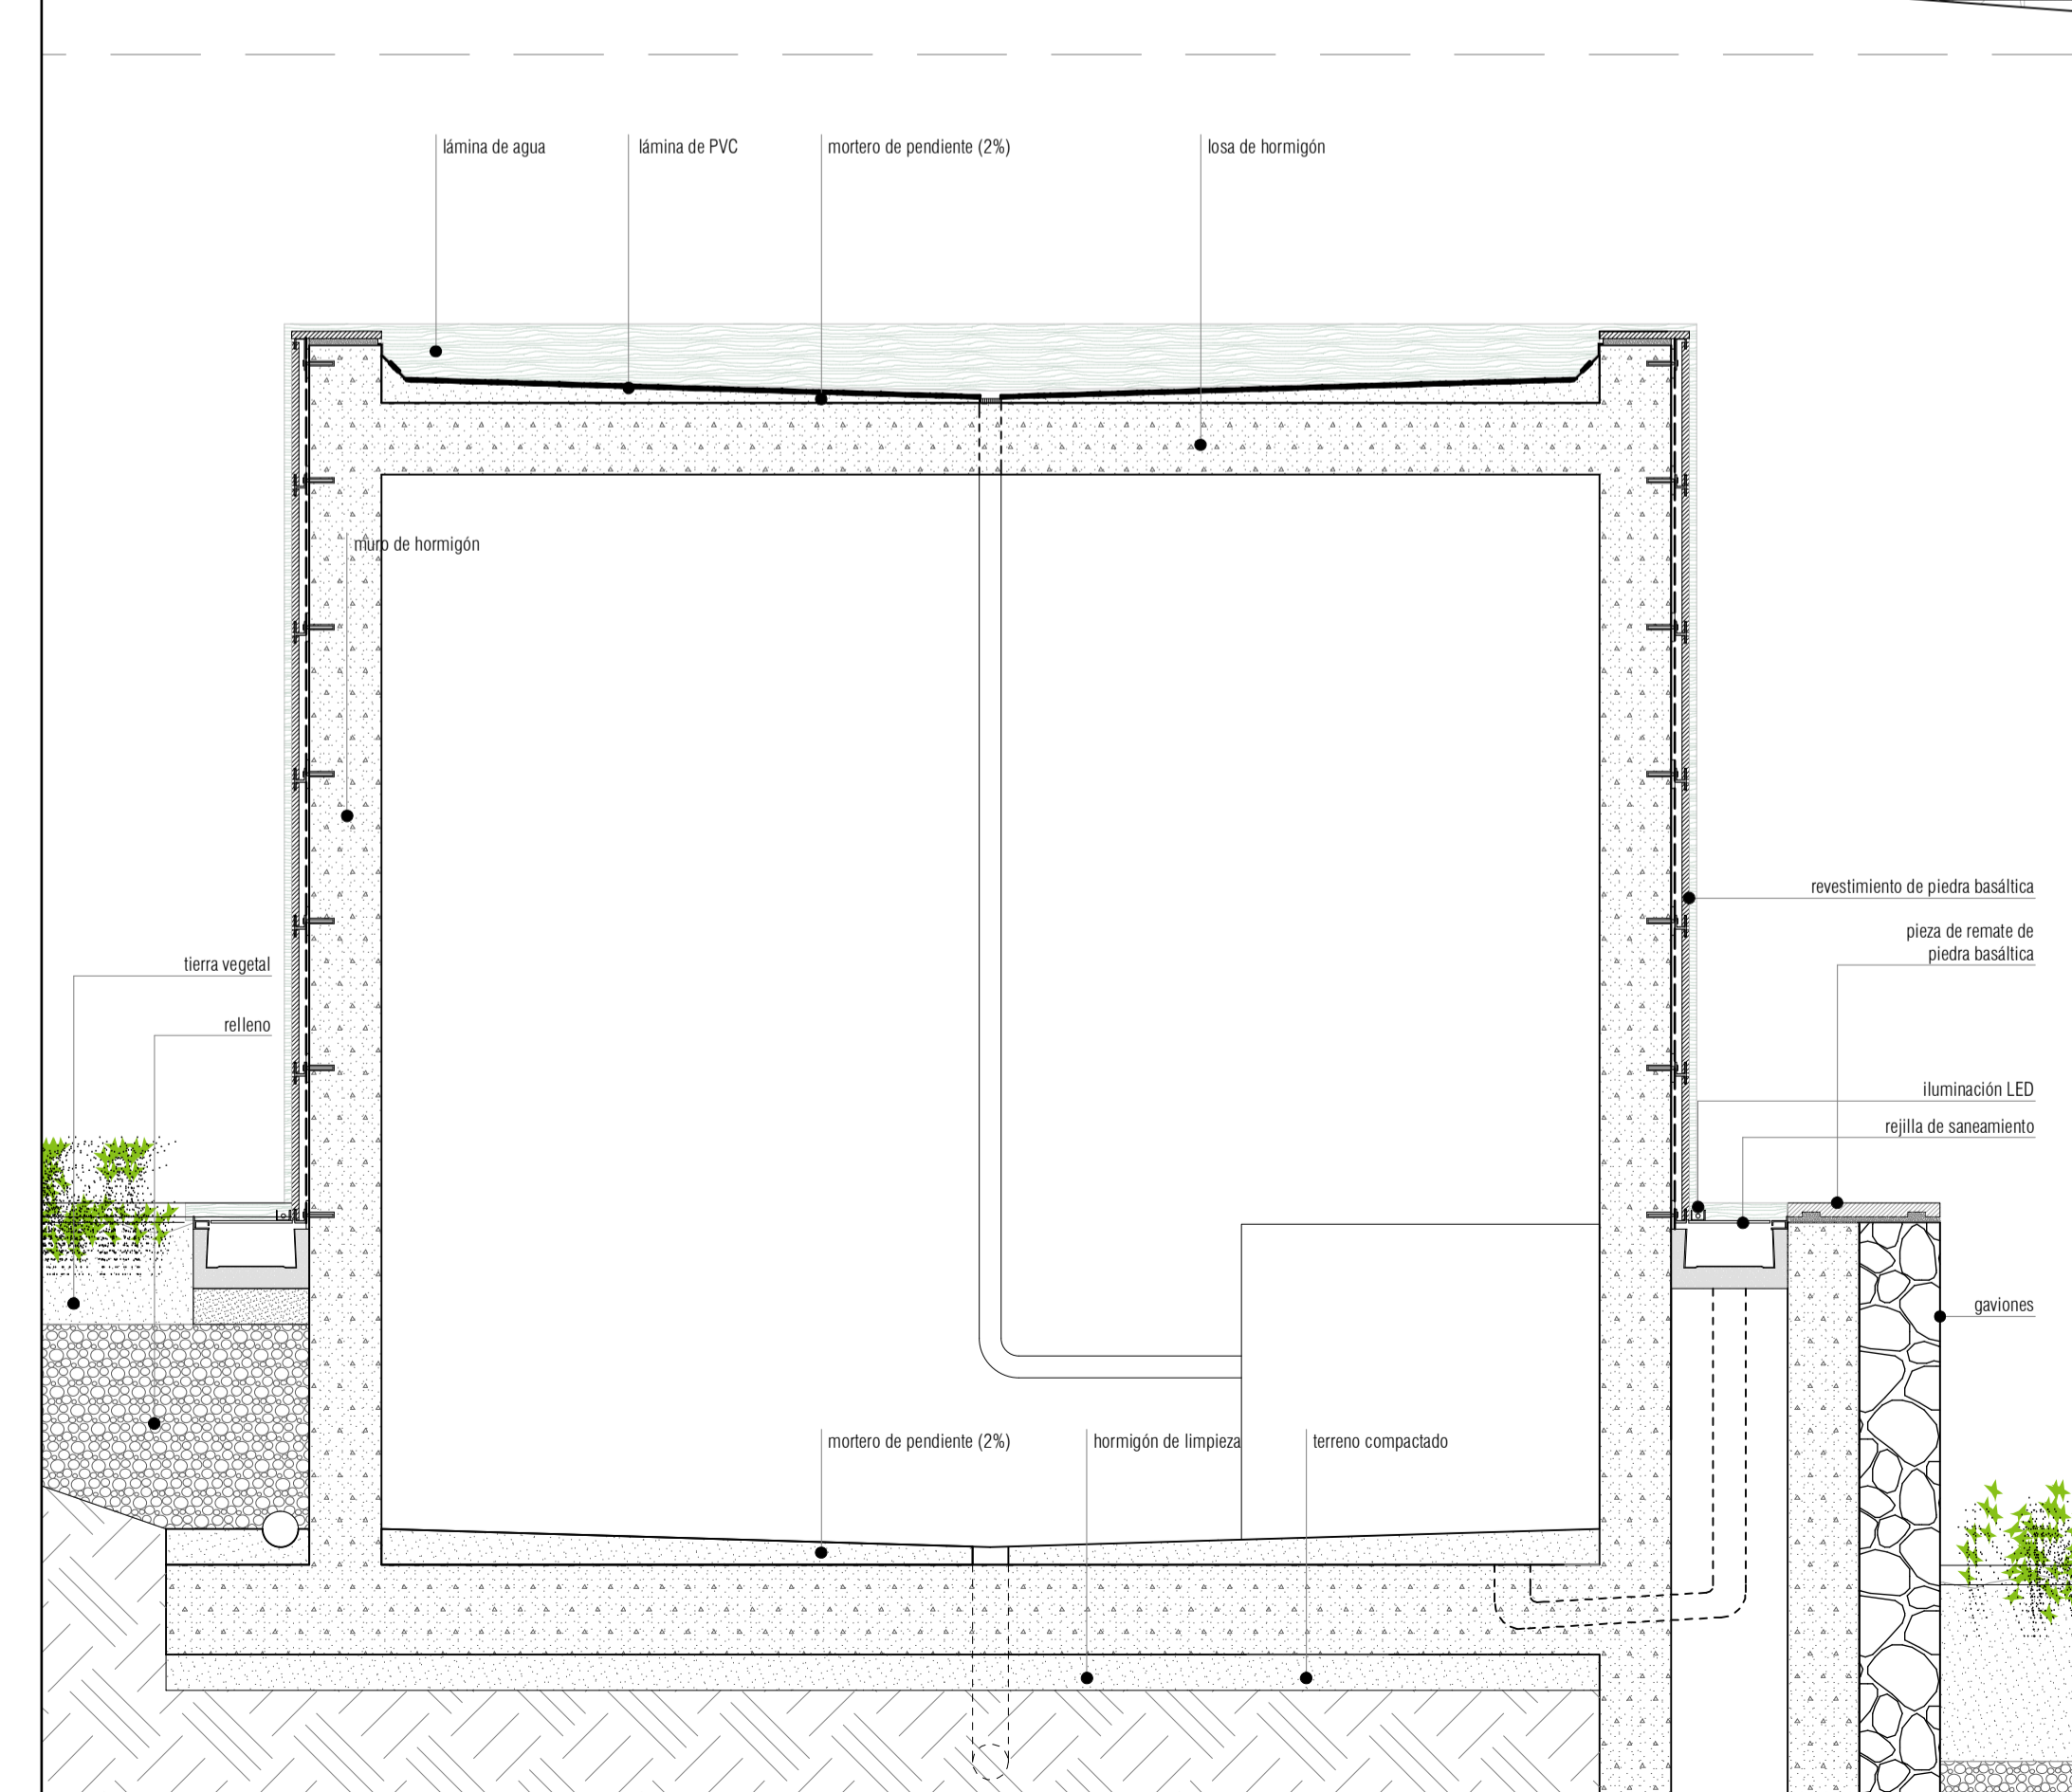 lámina de agua
lámina de PVC
mortero de pendiente (2%)
losa de hormigón
muro de hormigón
revestimiento de piedra basáltica
pieza de remate de
piedra basáltica
tierra vegetal
relleno
iluminación LED
rejilla de saneamiento
gaviones
mortero de pendiente (2%)
hormigón de limpieza
terreno compactado